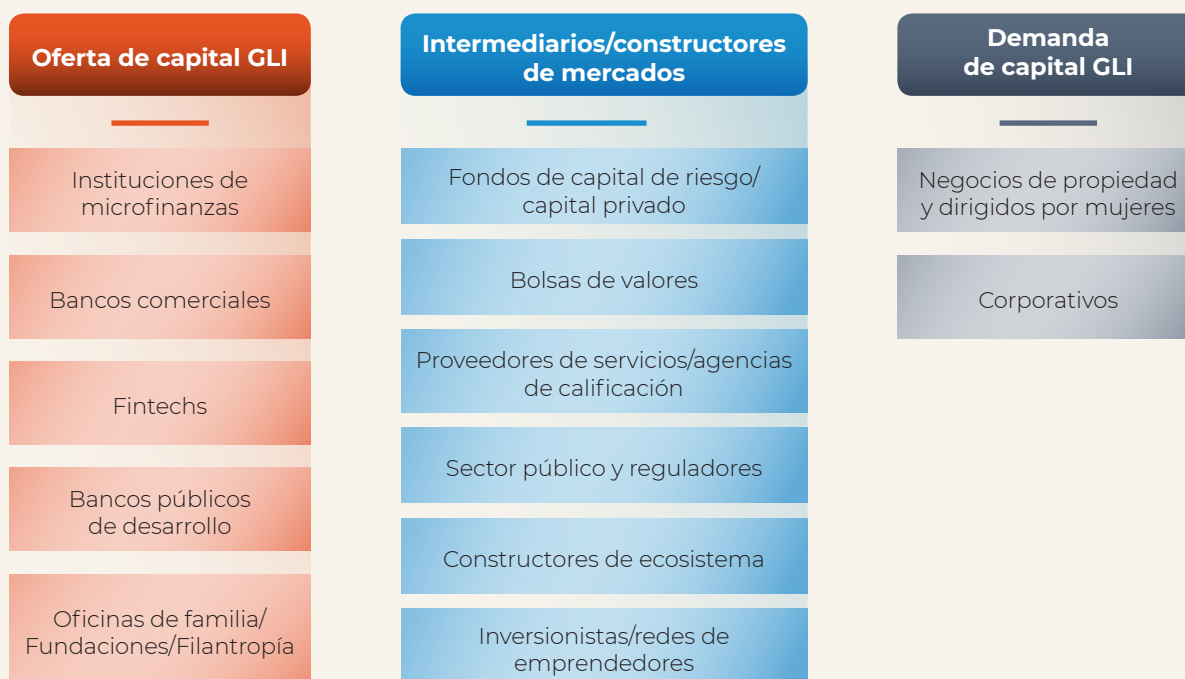 Oferta de capital GLI
Instituciones de
microfinanzas
Bancos comerciales
Fintechs
Bancos públicos
de desarrollo
Oficinas de familia/
Fundaciones/Filantropía
Intermediarios/constructores
de mercados
Fondos de capital de riesgo/
capital privado
Bolsas de valores
Proveedores de servicios/agencias
de calificación
Sector público y reguladores
Constructores de ecosistema
Inversionistas/redes de
emprendedores
Demanda
de capital GLI
Negocios de propiedad
y dirigidos por mujeres
Corporativos